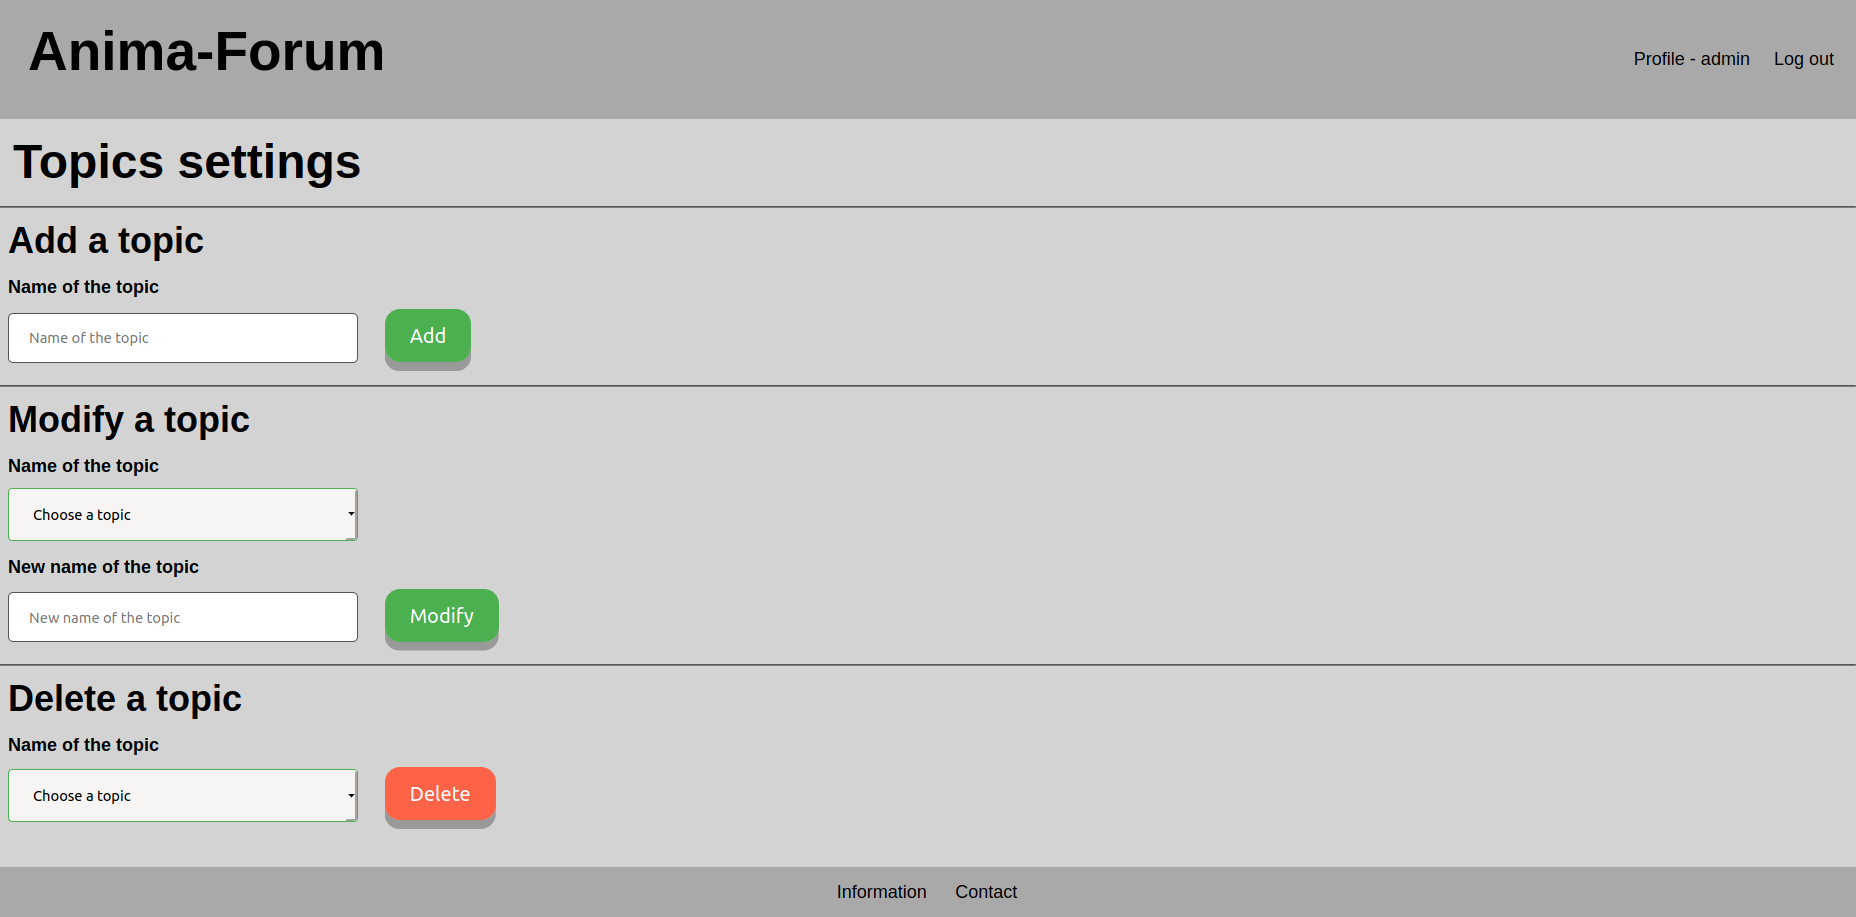 Anima-Forum
Profile - admin Log out
Topics settings
Add a topic
Name of the topic
Name of the topic Add
Modify a topic
Name of the topic
Choose a topic
New name of the topic
New name of the topic Modify
Delete a topic
Name of the topic
Choose a topic Delete
Information Contact